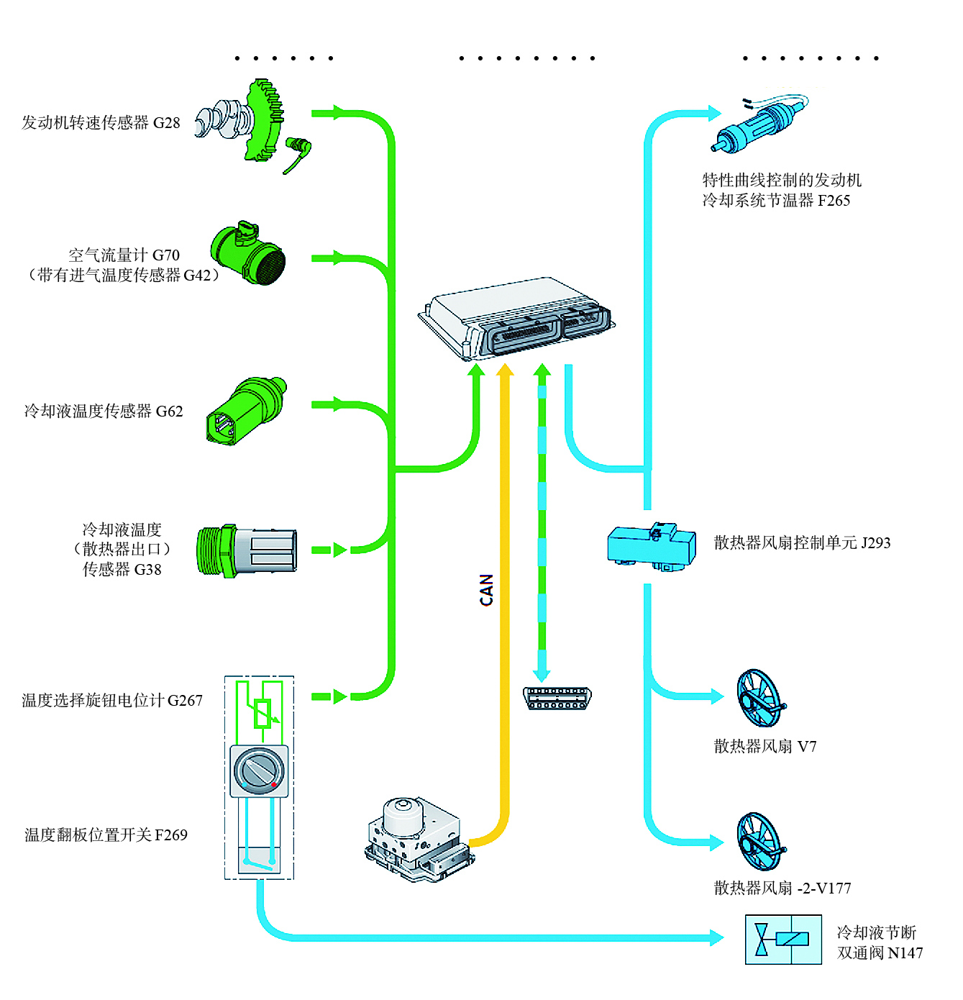 发动机转速传感器 G28
空气流量计 G70
（带有进气温度传感器 G42）
冷却液温度传感器 G62
冷却液温度
（散热器出口）
传感器 G38
温度选择旋钮电位计 G267
温度翻板位置开关 F269
CAN
特性曲线控制的发动机
冷却系统节温器 F265
散热器风扇控制单元 J293
散热器风扇 V7
散热器风扇 -2-V177
冷却液节断
双通阀 N147